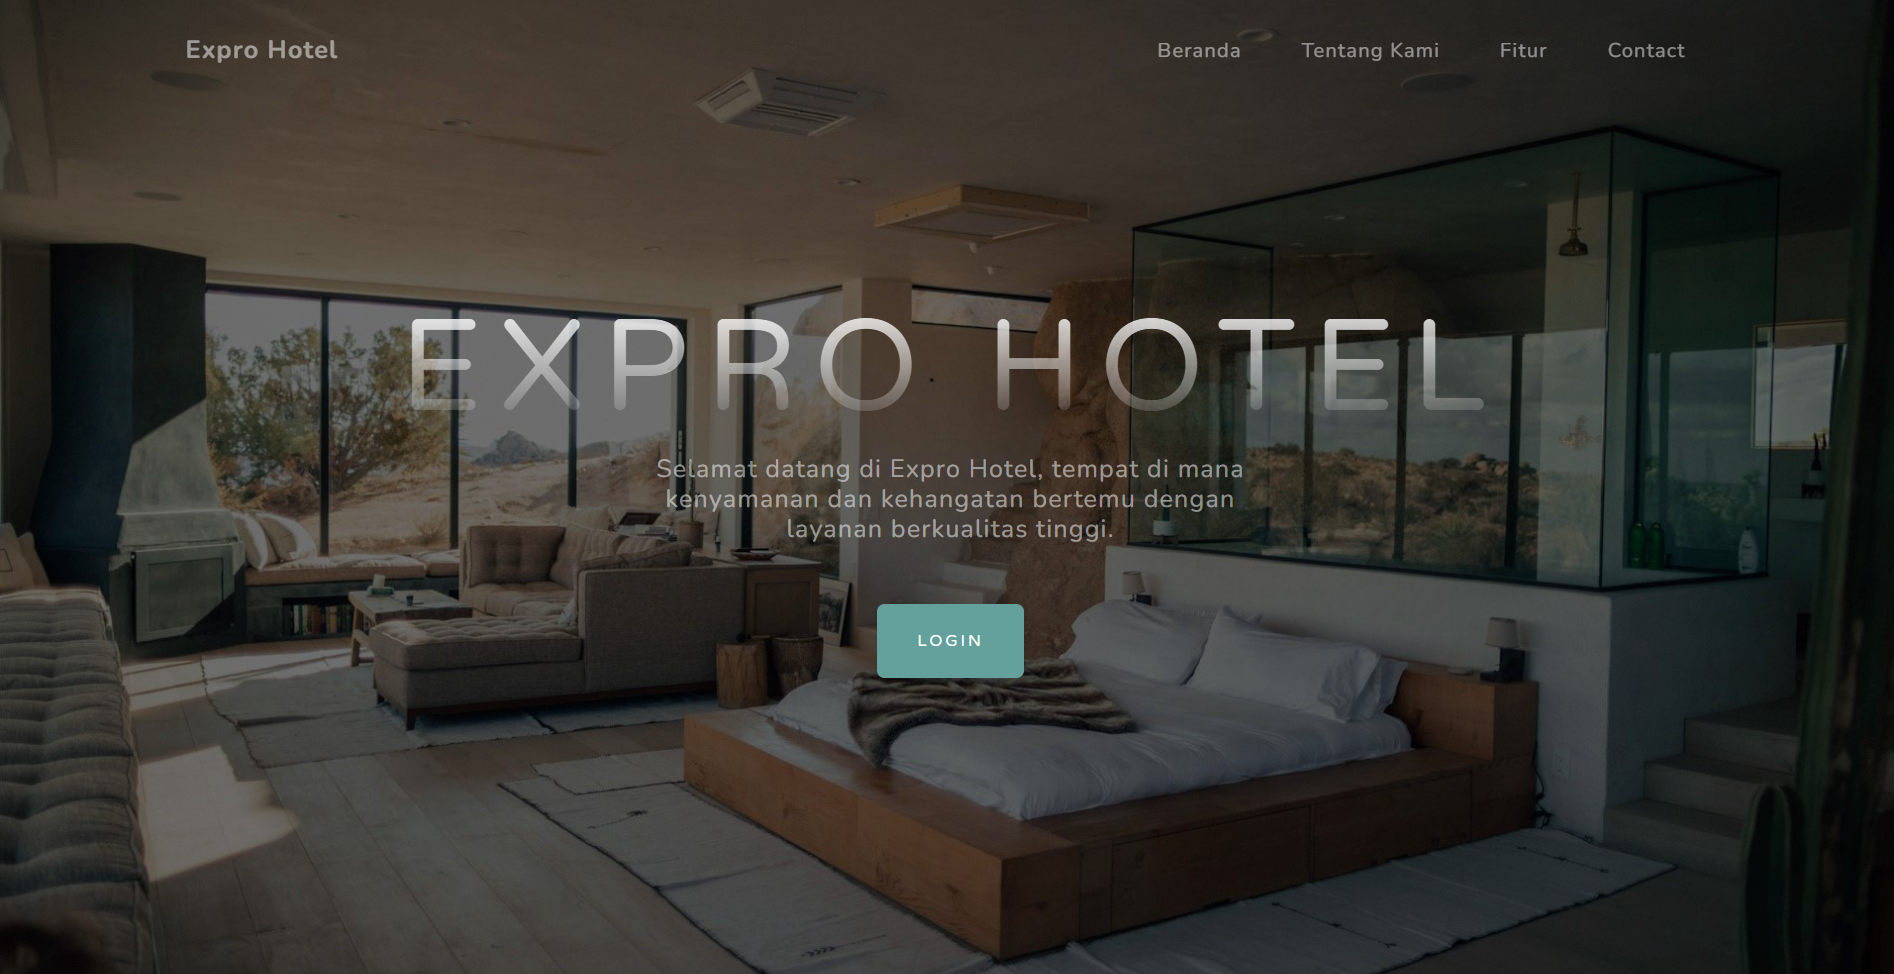 Expro Hotel
Beranda Tentang Kami Fitur Contact
EXPRO HOTEL
Selamat datang di Expro Hotel, tempat di mana
kenyamanan dan kehangatan bertemu dengan
layanan berkualitas tinggi.
LOGIN